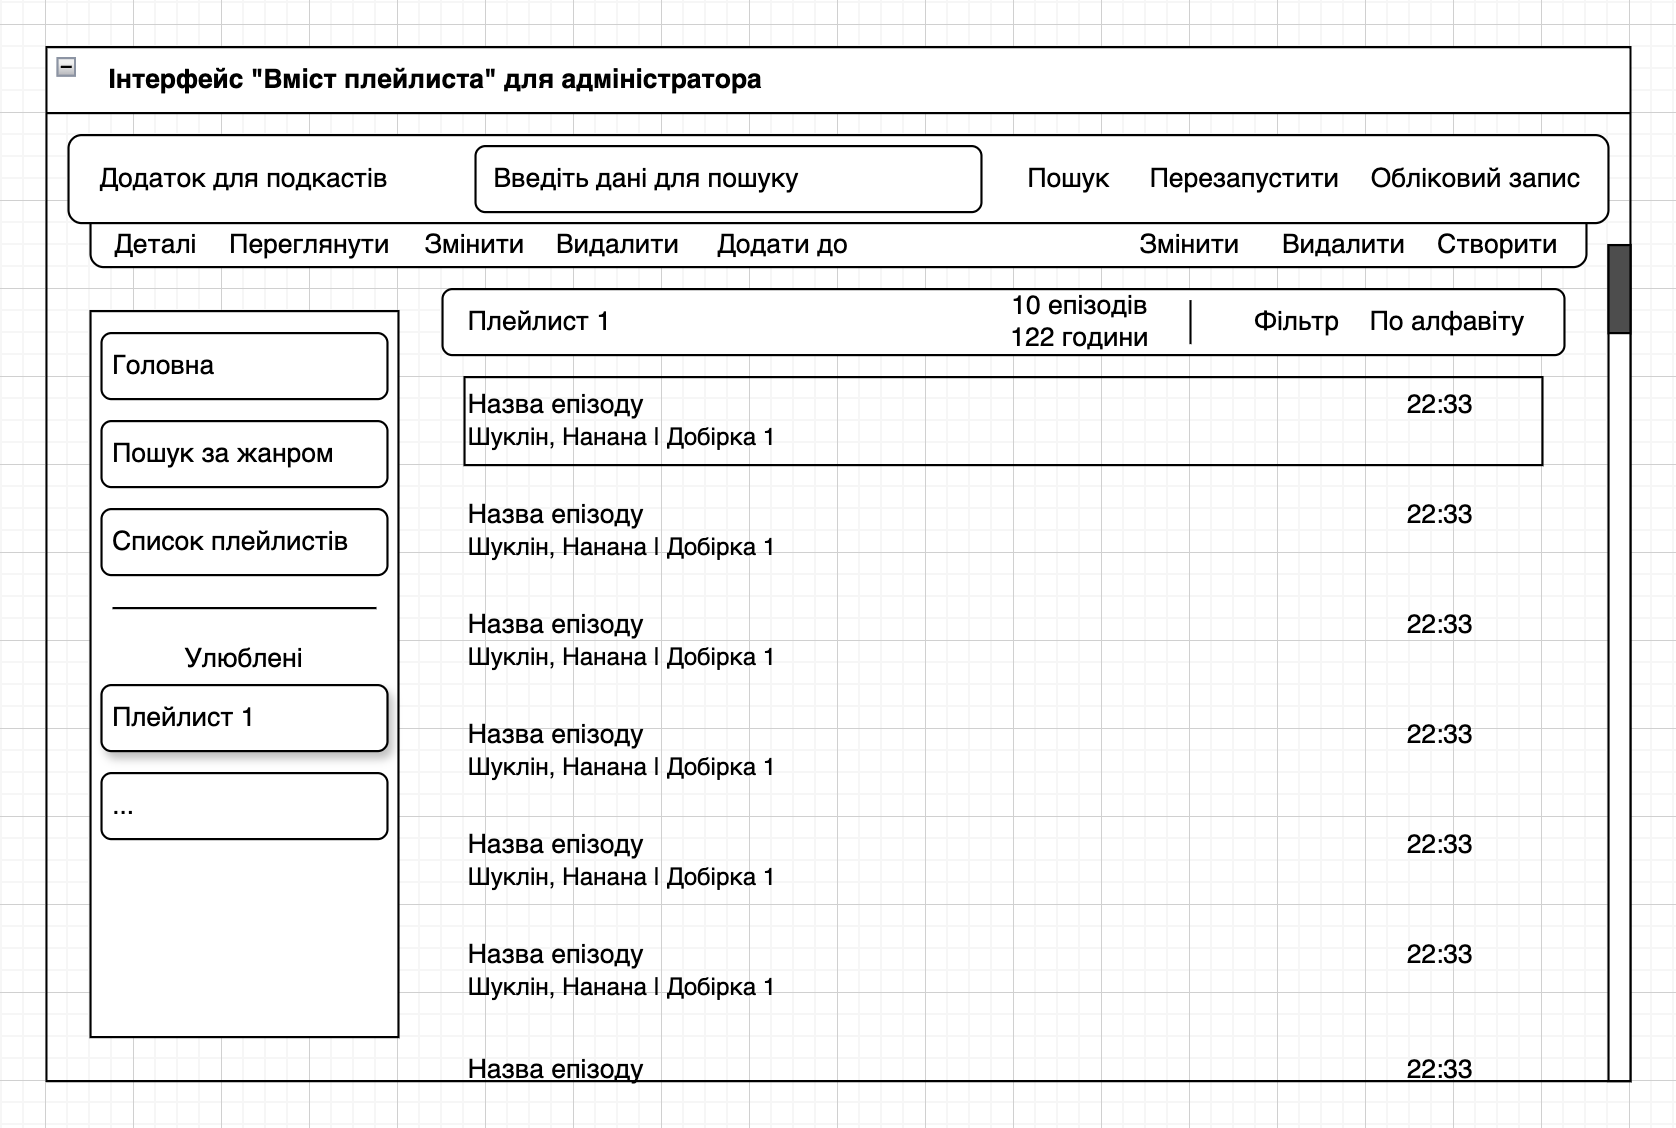 Інтерфейс "Вміст плейлиста" для адміністратора
Додаток для подкастів Введіть дані для пошуку Пошук Перезапустити Обліковий запис
Деталі Переглянути Змінити Видалити Додати до Змінити Видалити Створити
Головна
Пошук за жанром
Список плейлистів
Улюблені
Плейлист 1
...
Плейлист 1 10 епізодів 122 години Фільтр По алфавіту
Назва епізоду 22:33
Шуклін, Нанана | Добірка 1
Назва епізоду 22:33
Шуклін, Нанана | Добірка 1
Назва епізоду 22:33
Шуклін, Нанана | Добірка 1
Назва епізоду 22:33
Шуклін, Нанана | Добірка 1
Назва епізоду 22:33
Шуклін, Нанана | Добірка 1
Назва епізоду 22:33
Шуклін, Нанана | Добірка 1
Назва епізоду 22:33